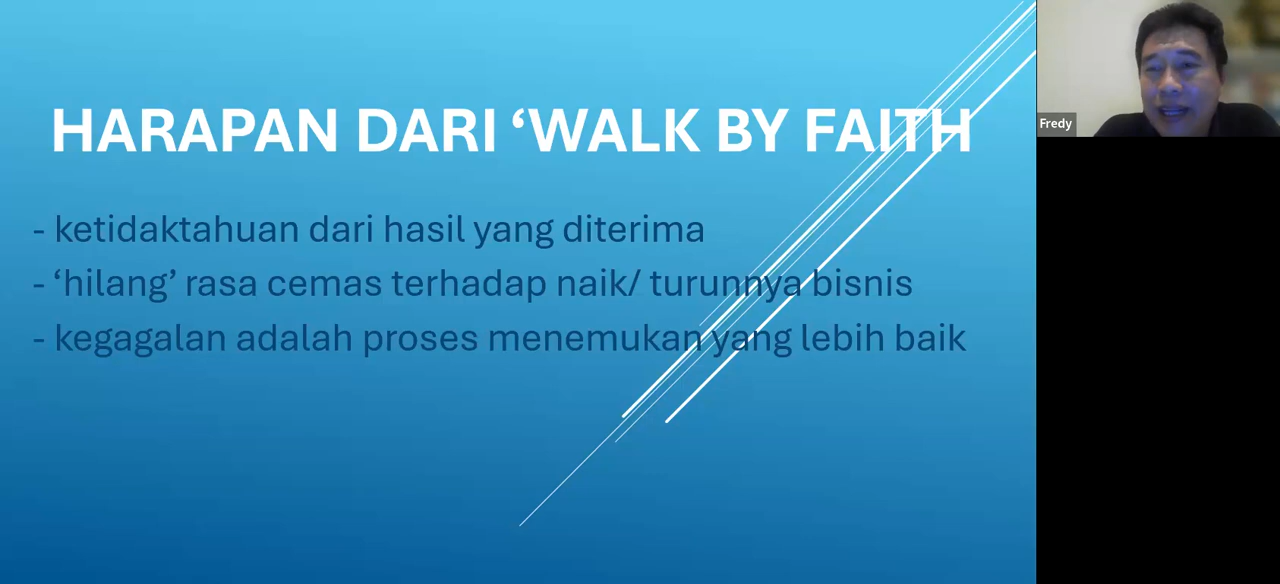 HARAPAN DARI ‘WALK BY FAITH
- ketidaktahuan dari hasil yang diterima
- ‘hilang’ rasa cemas terhadap naik/ turunnya bisnis
- kegagalan adalah proses menemukan yang lebih baik
Fredy